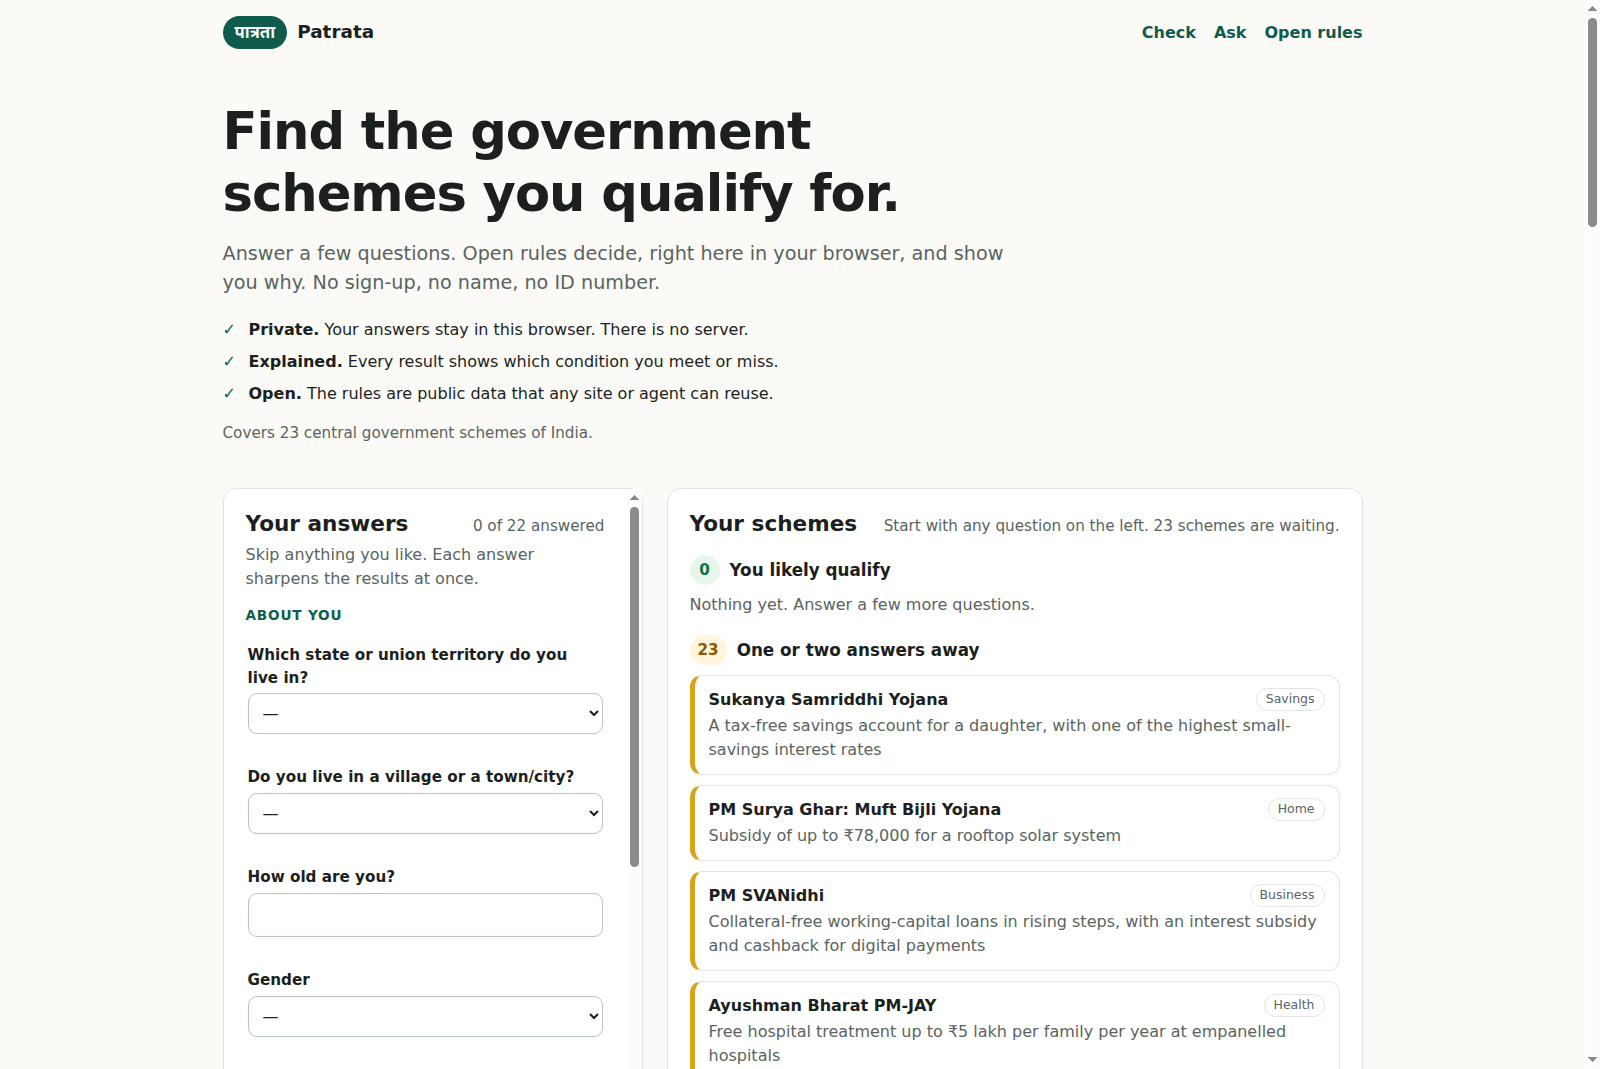 पात्रता Patrata
Check Ask Open rules
Find the government
schemes you qualify for.
Answer a few questions. Open rules decide, right here in your browser, and show
you why. No sign-up, no name, no ID number.
✓ Private. Your answers stay in this browser. There is no server.
✓ Explained. Every result shows which condition you meet or miss.
✓ Open. The rules are public data that any site or agent can reuse.
Covers 23 central government schemes of India.
Your answers 0 of 22 answered
Skip anything you like. Each answer
sharpens the results at once.
ABOUT YOU
Which state or union territory do you
live in?
—
Do you live in a village or a town/city?
—
How old are you?
Gender
—
Your schemes Start with any question on the left. 23 schemes are waiting.
0 You likely qualify
Nothing yet. Answer a few more questions.
23 One or two answers away
Sukanya Samriddhi Yojana Savings
A tax-free savings account for a daughter, with one of the highest small-
savings interest rates
PM Surya Ghar: Muft Bijli Yojana Home
Subsidy of up to ₹78,000 for a rooftop solar system
PM SVANidhi Business
Collateral-free working-capital loans in rising steps, with an interest subsidy
and cashback for digital payments
Ayushman Bharat PM-JAY Health
Free hospital treatment up to ₹5 lakh per family per year at empanelled
hospitals